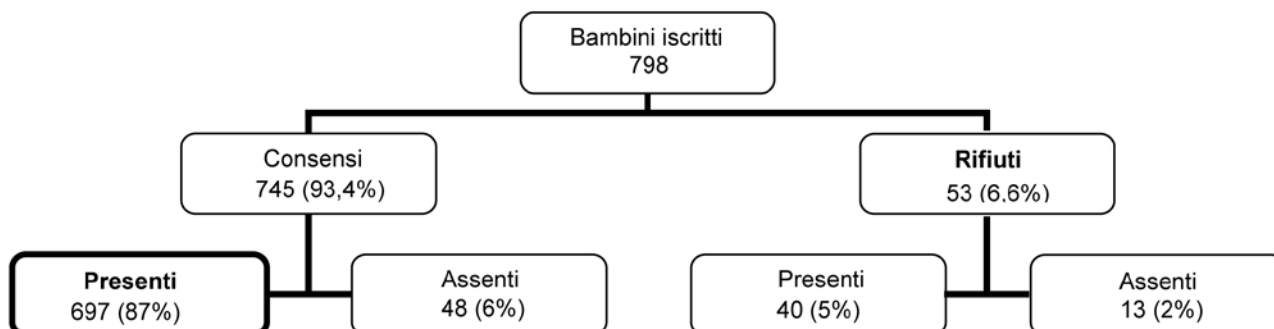 Bambini iscritti
798
Consensi
745 (93,4%)
Rifiuti
53 (6,6%)
Presenti
697 (87%)
Assenti
48 (6%)
Presenti
40 (5%)
Assenti
13 (2%)